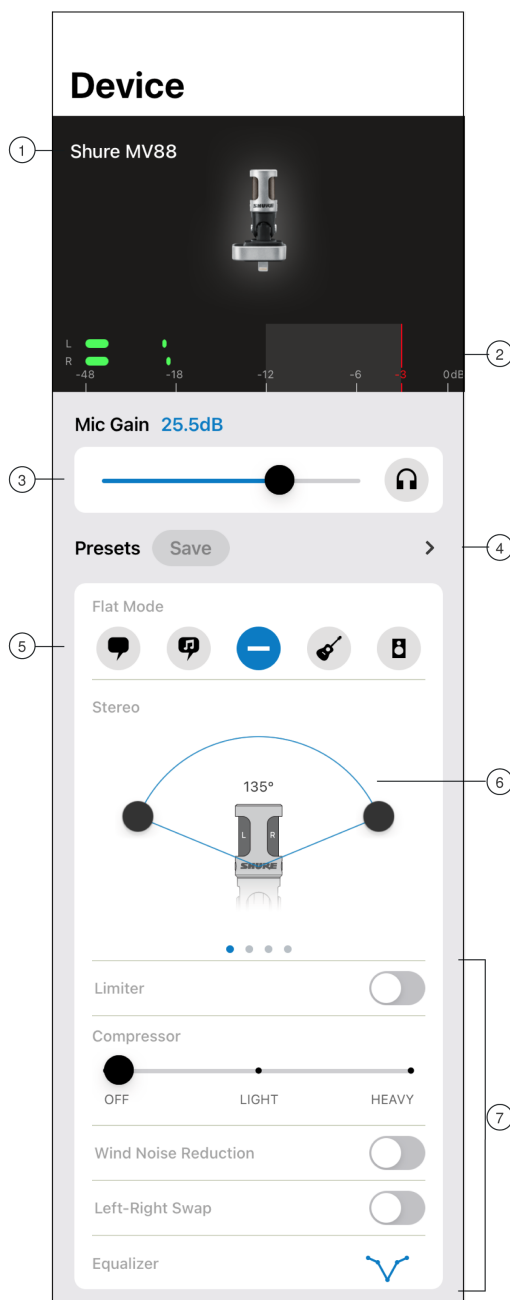 Device
1
Shure MV88
SHURE
2
L
R
-48 -18 -12 -6 -3 0dB
Mic Gain 25.5dB
3
Presets Save
4
Flat Mode
5
Stereo
6
135°
L R
SHURE
Limiter
Compressor
OFF LIGHT HEAVY
7
Wind Noise Reduction
Left-Right Swap
Equalizer